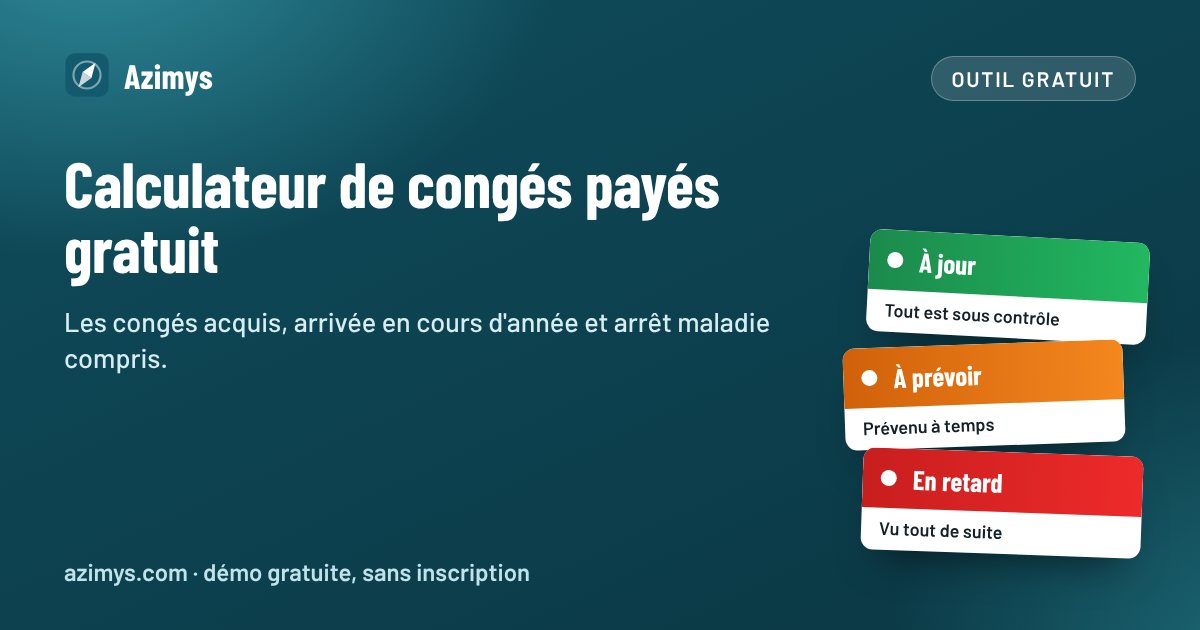 Azimys
OUTIL GRATUIT
Calculateur de congés payés
gratuit
Les congés acquis, arrivée en cours d'année et arrêt maladie
compris.
À jour
Tout est sous contrôle
À prévoir
Prévenu à temps
En retard
Vu tout de suite
azimys.com · démo gratuite, sans inscription